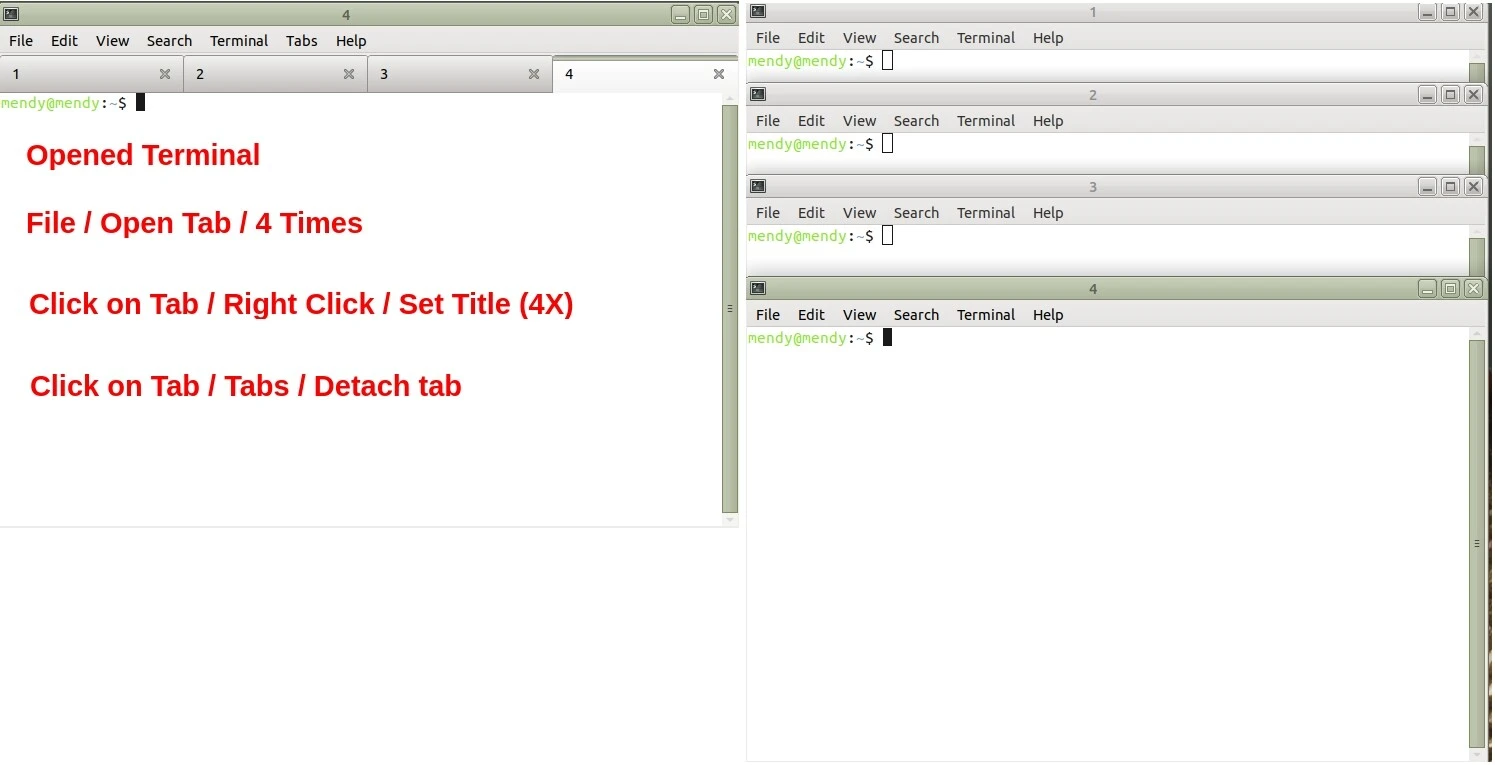 4
File Edit View Search Terminal Tabs Help
1 2 3 4
mendy@mendy:~$
Opened Terminal
File / Open Tab / 4 Times
Click on Tab / Right Click / Set Title (4X)
Click on Tab / Tabs / Detach tab
1
File Edit View Search Terminal Help
mendy@mendy:~$
2
File Edit View Search Terminal Help
mendy@mendy:~$
3
File Edit View Search Terminal Help
mendy@mendy:~$
4
File Edit View Search Terminal Help
mendy@mendy:~$